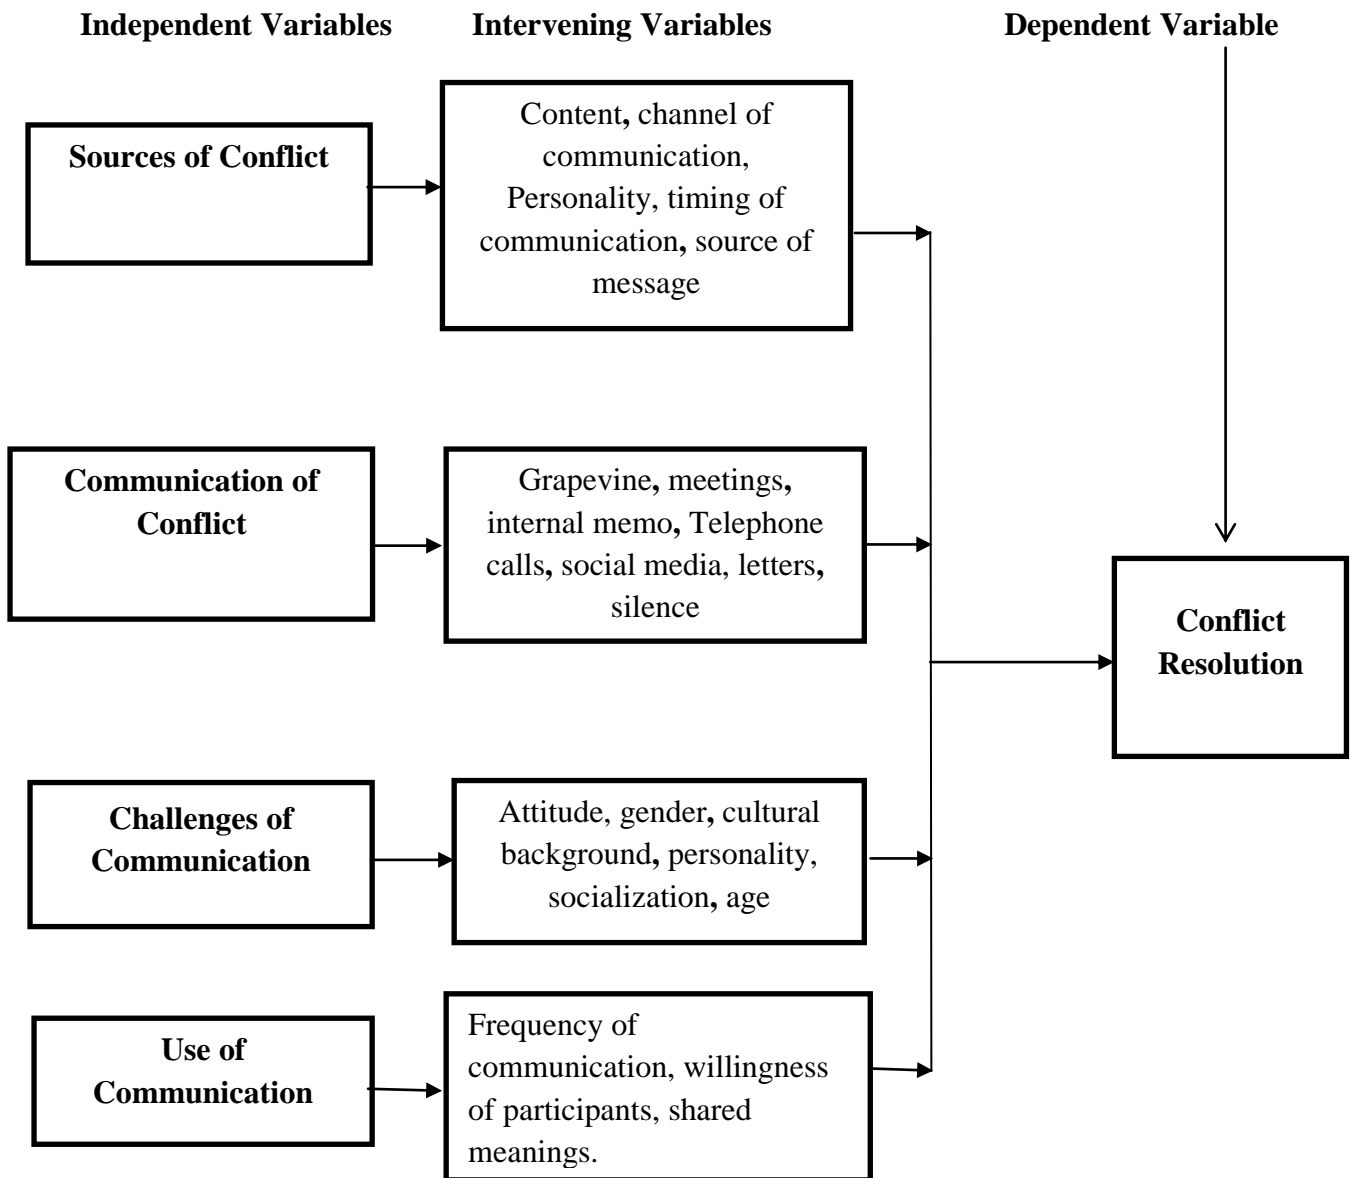 Independent Variables
Intervening Variables
Dependent Variable
Sources of Conflict
Content, channel of
communication,
Personality, timing of
communication, source of
message
Communication of
Conflict
Grapevine, meetings,
internal memo, Telephone
calls, social media, letters,
silence
Conflict
Resolution
Challenges of
Communication
Attitude, gender, cultural
background, personality,
socialization, age
Use of
Communication
Frequency of
communication, willingness
of participants, shared
meanings.